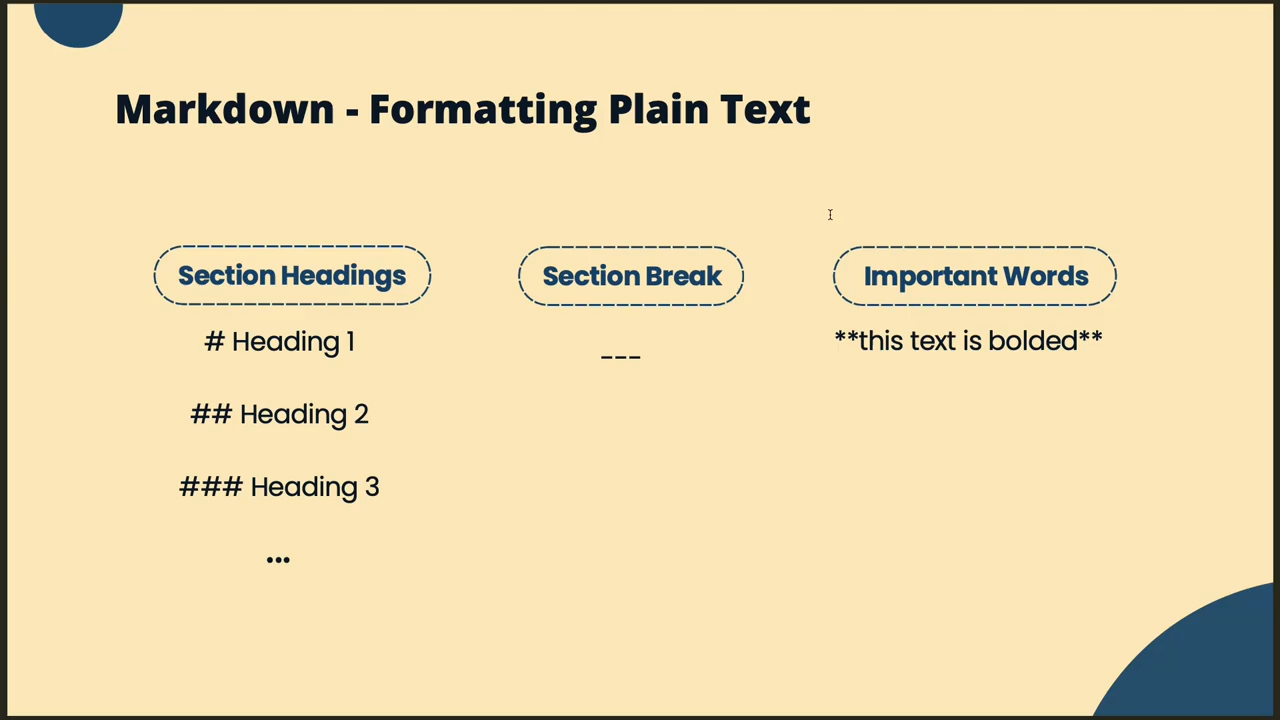 Markdown - Formatting Plain Text
Section Headings
# Heading 1
## Heading 2
### Heading 3
...
Section Break
---
Important Words
**this text is bolded**